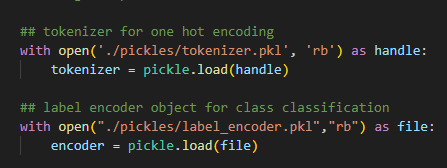 ## tokenizer for one hot encoding
with open('./pickles/tokenizer.pkl', 'rb') as handle:
    tokenizer = pickle.load(handle)
## label encoder object for class classification
with open("./pickles/label_encoder.pkl","rb") as file:
    encoder = pickle.load(file)